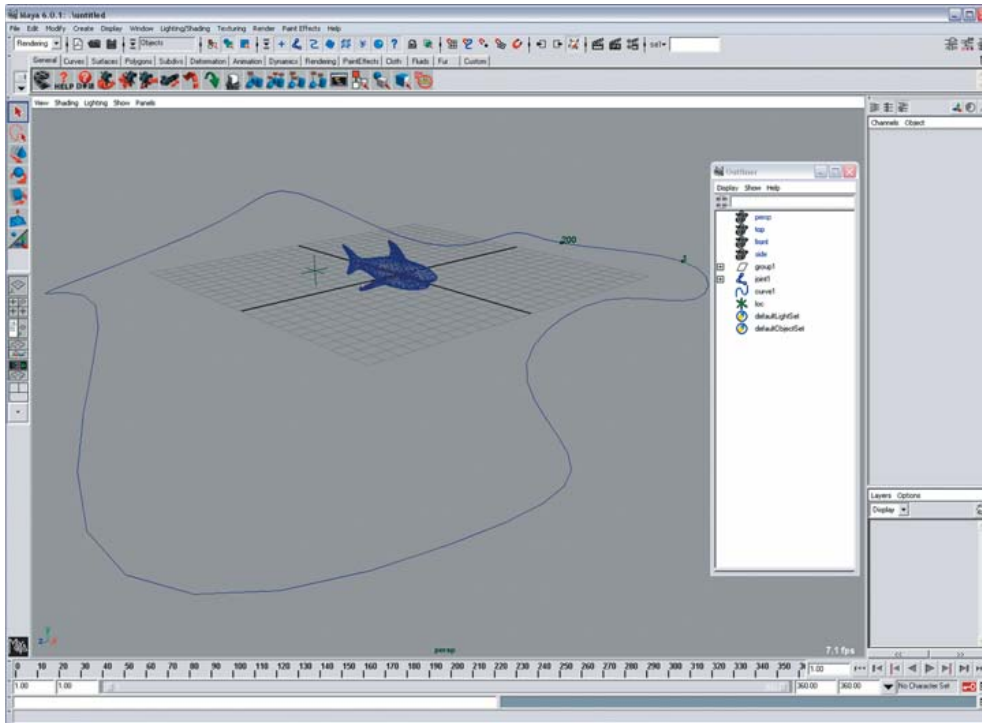 Maya 6.0.1: .\untitled
File Edit Modify Create Display Window Lighting/Shading Texturing Render Paint Effects Help
Rendering Objects sel*
General Curves Surfaces Polygons Subdivs Deformation Animation Dynamics Rendering PaintEffects Cloth Fluids Fur Custom
HELP
View Shading Lighting Show Panels
Channels Object
Outliner
Display Show Help
persp
top
front
side
group1
joint1
curve1
loc
defaultLightSet
defaultObjectSet
200
1
Layers Options
Display
y
z x
persp
7.1 fps
0 10 20 30 40 50 60 70 80 90 100 110 120 130 140 150 160 170 180 190 200 210 220 230 240 250 260 270 280 290 300 310 320 330 340 350 1.00
1.00 1.00 360.00 360.00 No Character Set